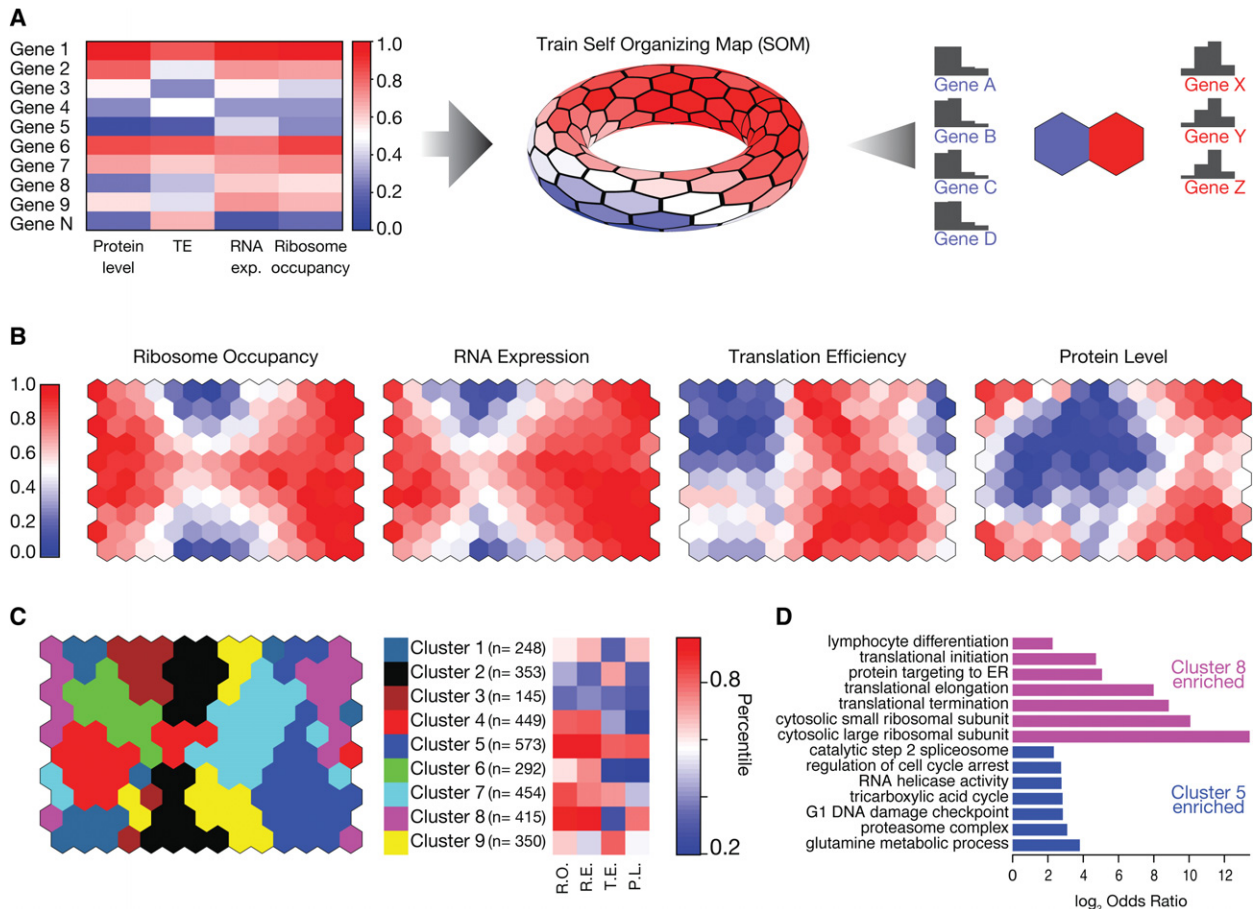 A
Gene 1
Gene 2
Gene 3
Gene 4
Gene 5
Gene 6
Gene 7
Gene 8
Gene 9
Gene N
Protein level
TE
RNA exp.
Ribosome occupancy
1.0
0.8
0.6
0.4
0.2
0.0
Train Self Organizing Map (SOM)
Gene A
Gene B
Gene C
Gene D
Gene X
Gene Y
Gene Z
B
1.0
0.8
0.6
0.4
0.2
0.0
Ribosome Occupancy
RNA Expression
Translation Efficiency
Protein Level
C
Cluster 1 (n= 248)
Cluster 2 (n= 353)
Cluster 3 (n= 145)
Cluster 4 (n= 449)
Cluster 5 (n= 573)
Cluster 6 (n= 292)
Cluster 7 (n= 454)
Cluster 8 (n= 415)
Cluster 9 (n= 350)
R.O.
R.E.
T.E.
P.L.
0.8
0.2
Percentile
D
lymphocyte differentiation
translational initiation
protein targeting to ER
translational elongation
translational termination
cytosolic small ribosomal subunit
cytosolic large ribosomal subunit
catalytic step 2 spliceosome
regulation of cell cycle arrest
RNA helicase activity
tricarboxylic acid cycle
G1 DNA damage checkpoint
proteasome complex
glutamine metabolic process
Cluster 8
enriched
Cluster 5
enriched
0 2 4 6 8 10 12
log₂ Odds Ratio